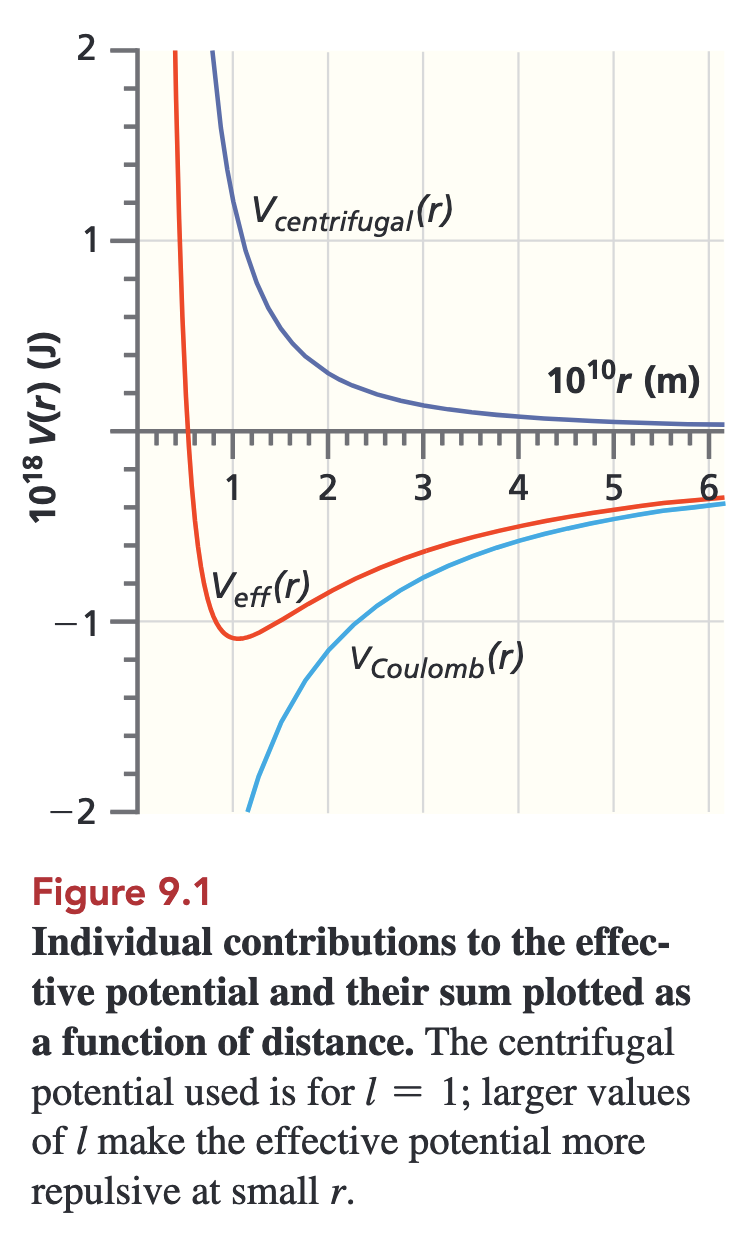 2
V_centrifugal(r)
1
10¹⁰r (m)
10¹⁸ V(r) (J)
1 2 3 4 5 6
V_eff(r)
−1
V_Coulomb(r)
−2
Figure 9.1
Individual contributions to the effec-
tive potential and their sum plotted as
a function of distance. The centrifugal
potential used is for l = 1; larger values
of l make the effective potential more
repulsive at small r.